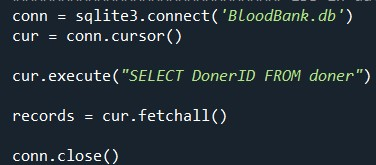 conn = sqlite3.connect('BloodBank.db')
cur = conn.cursor()
cur.execute("SELECT DonerID FROM doner")
records = cur.fetchall()
conn.close()